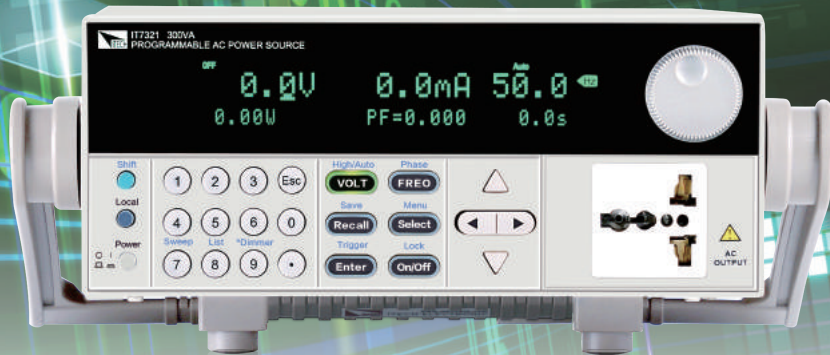 ITECH IT7321 300VA
PROGRAMMABLE AC POWER SOURCE
OFF Auto
0.0V 0.0mA 50.0 Hz
0.00W PF=0.000 0.0s
Shift High/Auto Phase
1 2 3 Esc VOLT FREO
Local Save Menu
4 5 6 0 Recall Select
Power Sweep List *Dimmer Trigger Lock
7 8 9 • Enter On/Off
AC
OUTPUT